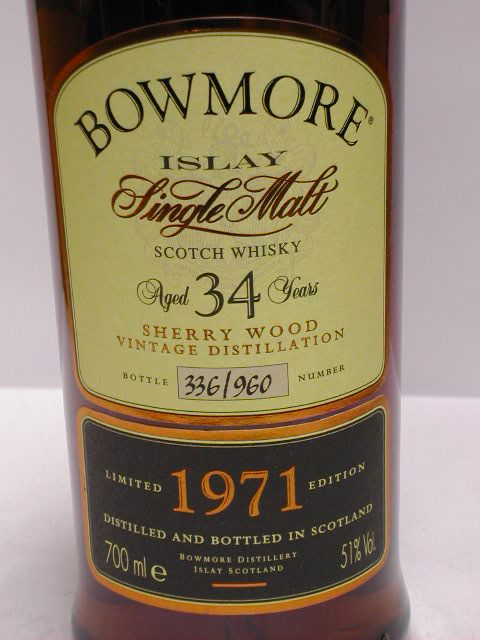 BOWMORE®
ISLAY
Single Malt
SCOTCH WHISKY
Aged 34 Years
SHERRY WOOD
VINTAGE DISTILLATION
BOTTLE 336/960 NUMBER
LIMITED 1971 EDITION
DISTILLED AND BOTTLED IN SCOTLAND
700 ml e BOWMORE DISTILLERY 51% Vol.
ISLAY SCOTLAND